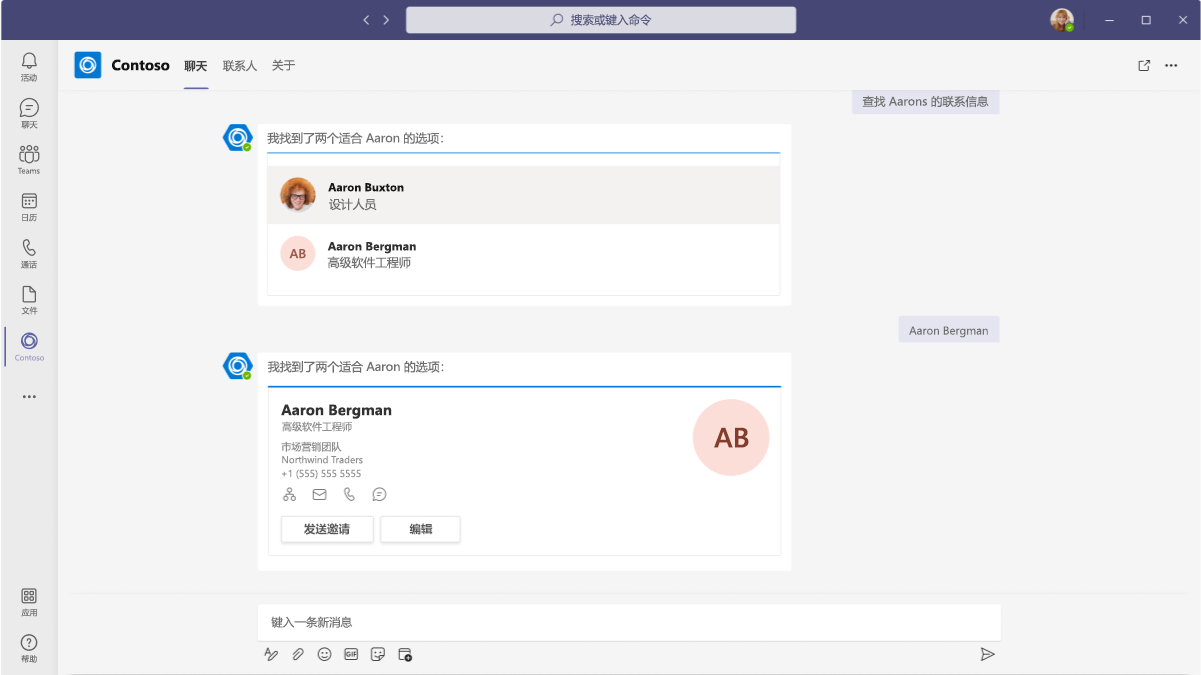 搜索或键入命令
活动
聊天
Teams
日历
通话
文件
Contoso
应用
帮助
Contoso 聊天 联系人 关于
查找 Aarons 的联系信息
我找到了两个适合 Aaron 的选项：
Aaron Buxton
设计人员
AB
Aaron Bergman
高级软件工程师
Aaron Bergman
我找到了两个适合 Aaron 的选项：
Aaron Bergman
高级软件工程师
市场营销团队
Northwind Traders
+1 (555) 555 5555
AB
发送邀请 编辑
键入一条新消息
GIF